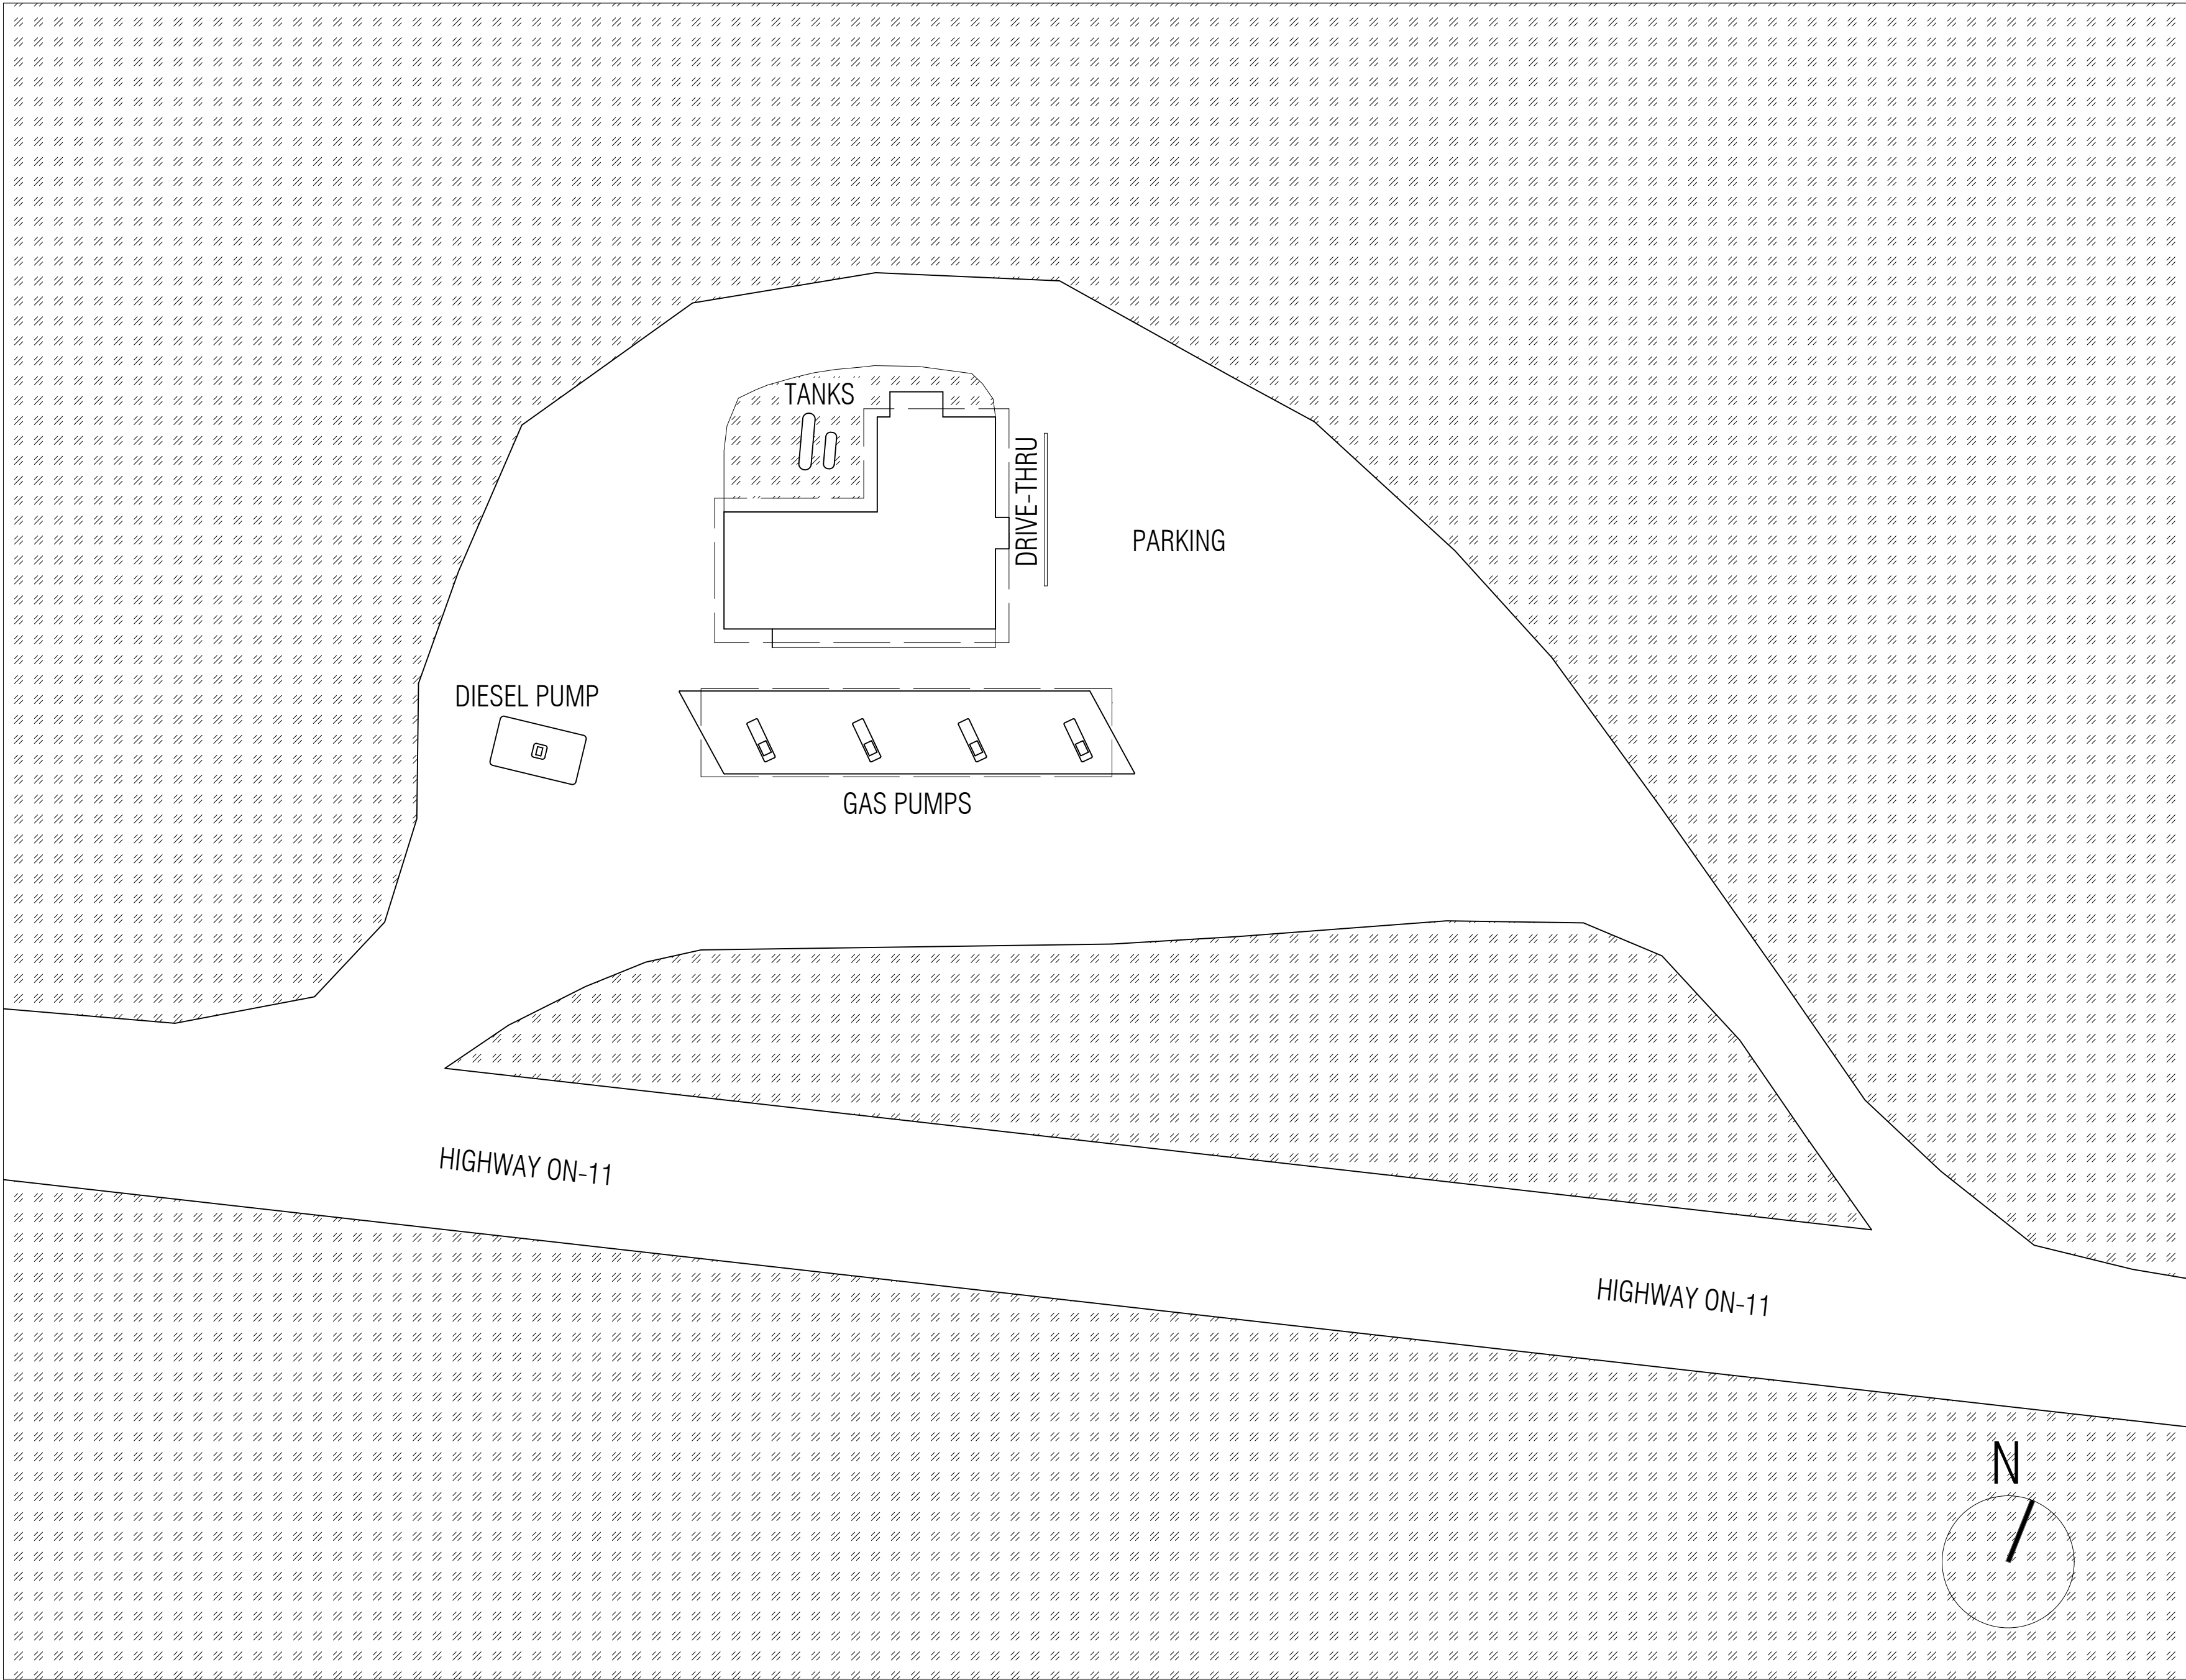 TANKS
DRIVE-THRU
PARKING
DIESEL PUMP
GAS PUMPS
HIGHWAY ON-11
HIGHWAY ON-11
N